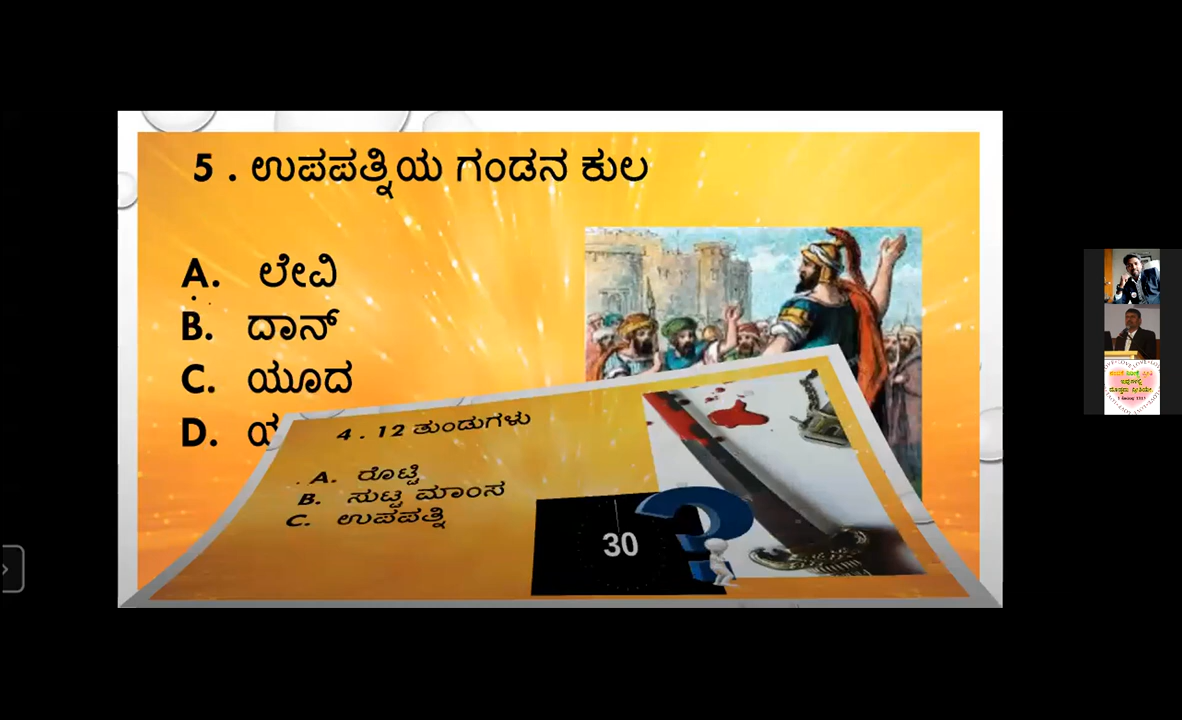 5 . ಉಪಪತ್ನಿಯ ಗಂಡನ ಕುಲ
A. ಲೇವಿ
B. ದಾನ್
C. ಯೂದ
D. ಯ
4 . 12 ತುಂಡುಗಳು
A. ರೊಟ್ಟಿ
B. ಸುಟ್ಟ ಮಾಂಸ
C. ಉಪಪತ್ನಿ
30